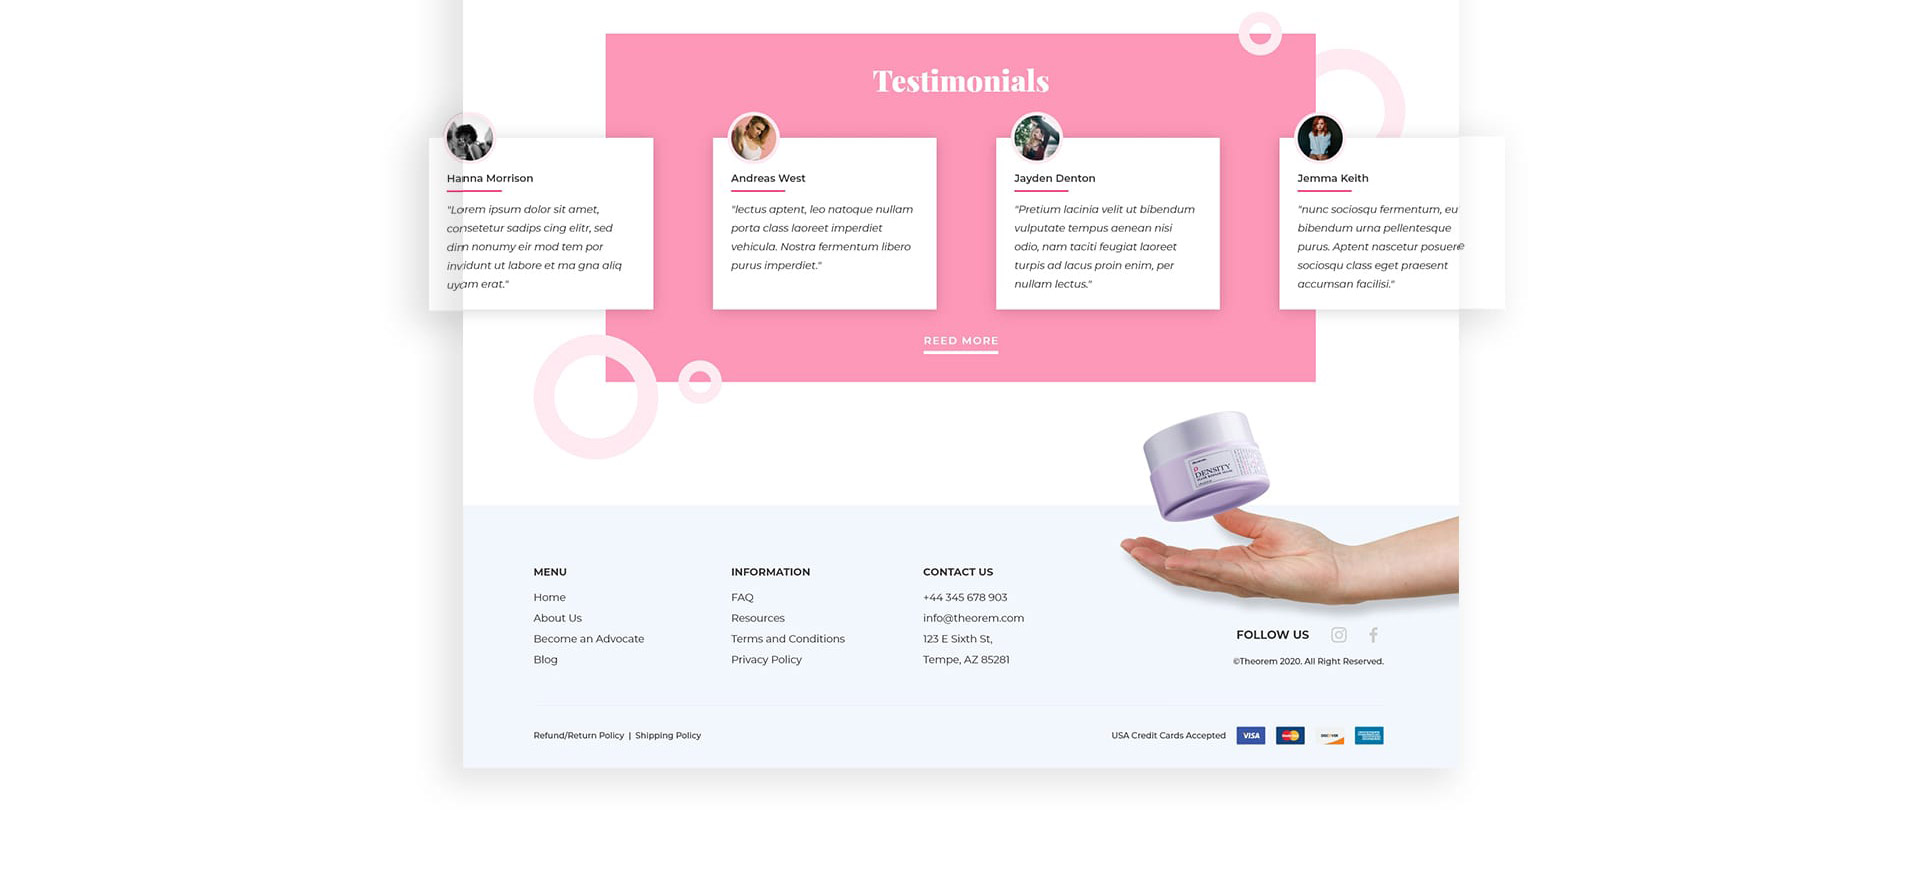 Testimonials
Hanna Morrison
"Lorem ipsum dolor sit amet,
consetetur sadips cing elitr, sed
dim nonumy eir mod tem por
invidunt ut labore et ma gna aliq
uyam erat."
Andreas West
"lectus aptent, leo natoque nullam
porta class laoreet imperdiet
vehicula. Nostra fermentum libero
purus imperdiet."
Jayden Denton
"Pretium lacinia velit ut bibendum
vulputate tempus aenean nisi
odio, nam taciti feugiat laoreet
turpis ad lacus proin enim, per
nullam lectus."
Jemma Keith
"nunc sociosqu fermentum, eu
bibendum urna pellentesque
purus. Aptent nascetur posuere
sociosqu class eget praesent
accumsan facilisi."
REED MORE
DENSITY
MENU
Home
About Us
Become an Advocate
Blog
INFORMATION
FAQ
Resources
Terms and Conditions
Privacy Policy
CONTACT US
+44 345 678 903
info@theorem.com
123 E Sixth St,
Tempe, AZ 85281
FOLLOW US
©Theorem 2020. All Right Reserved.
Refund/Return Policy | Shipping Policy
USA Credit Cards Accepted
VISA